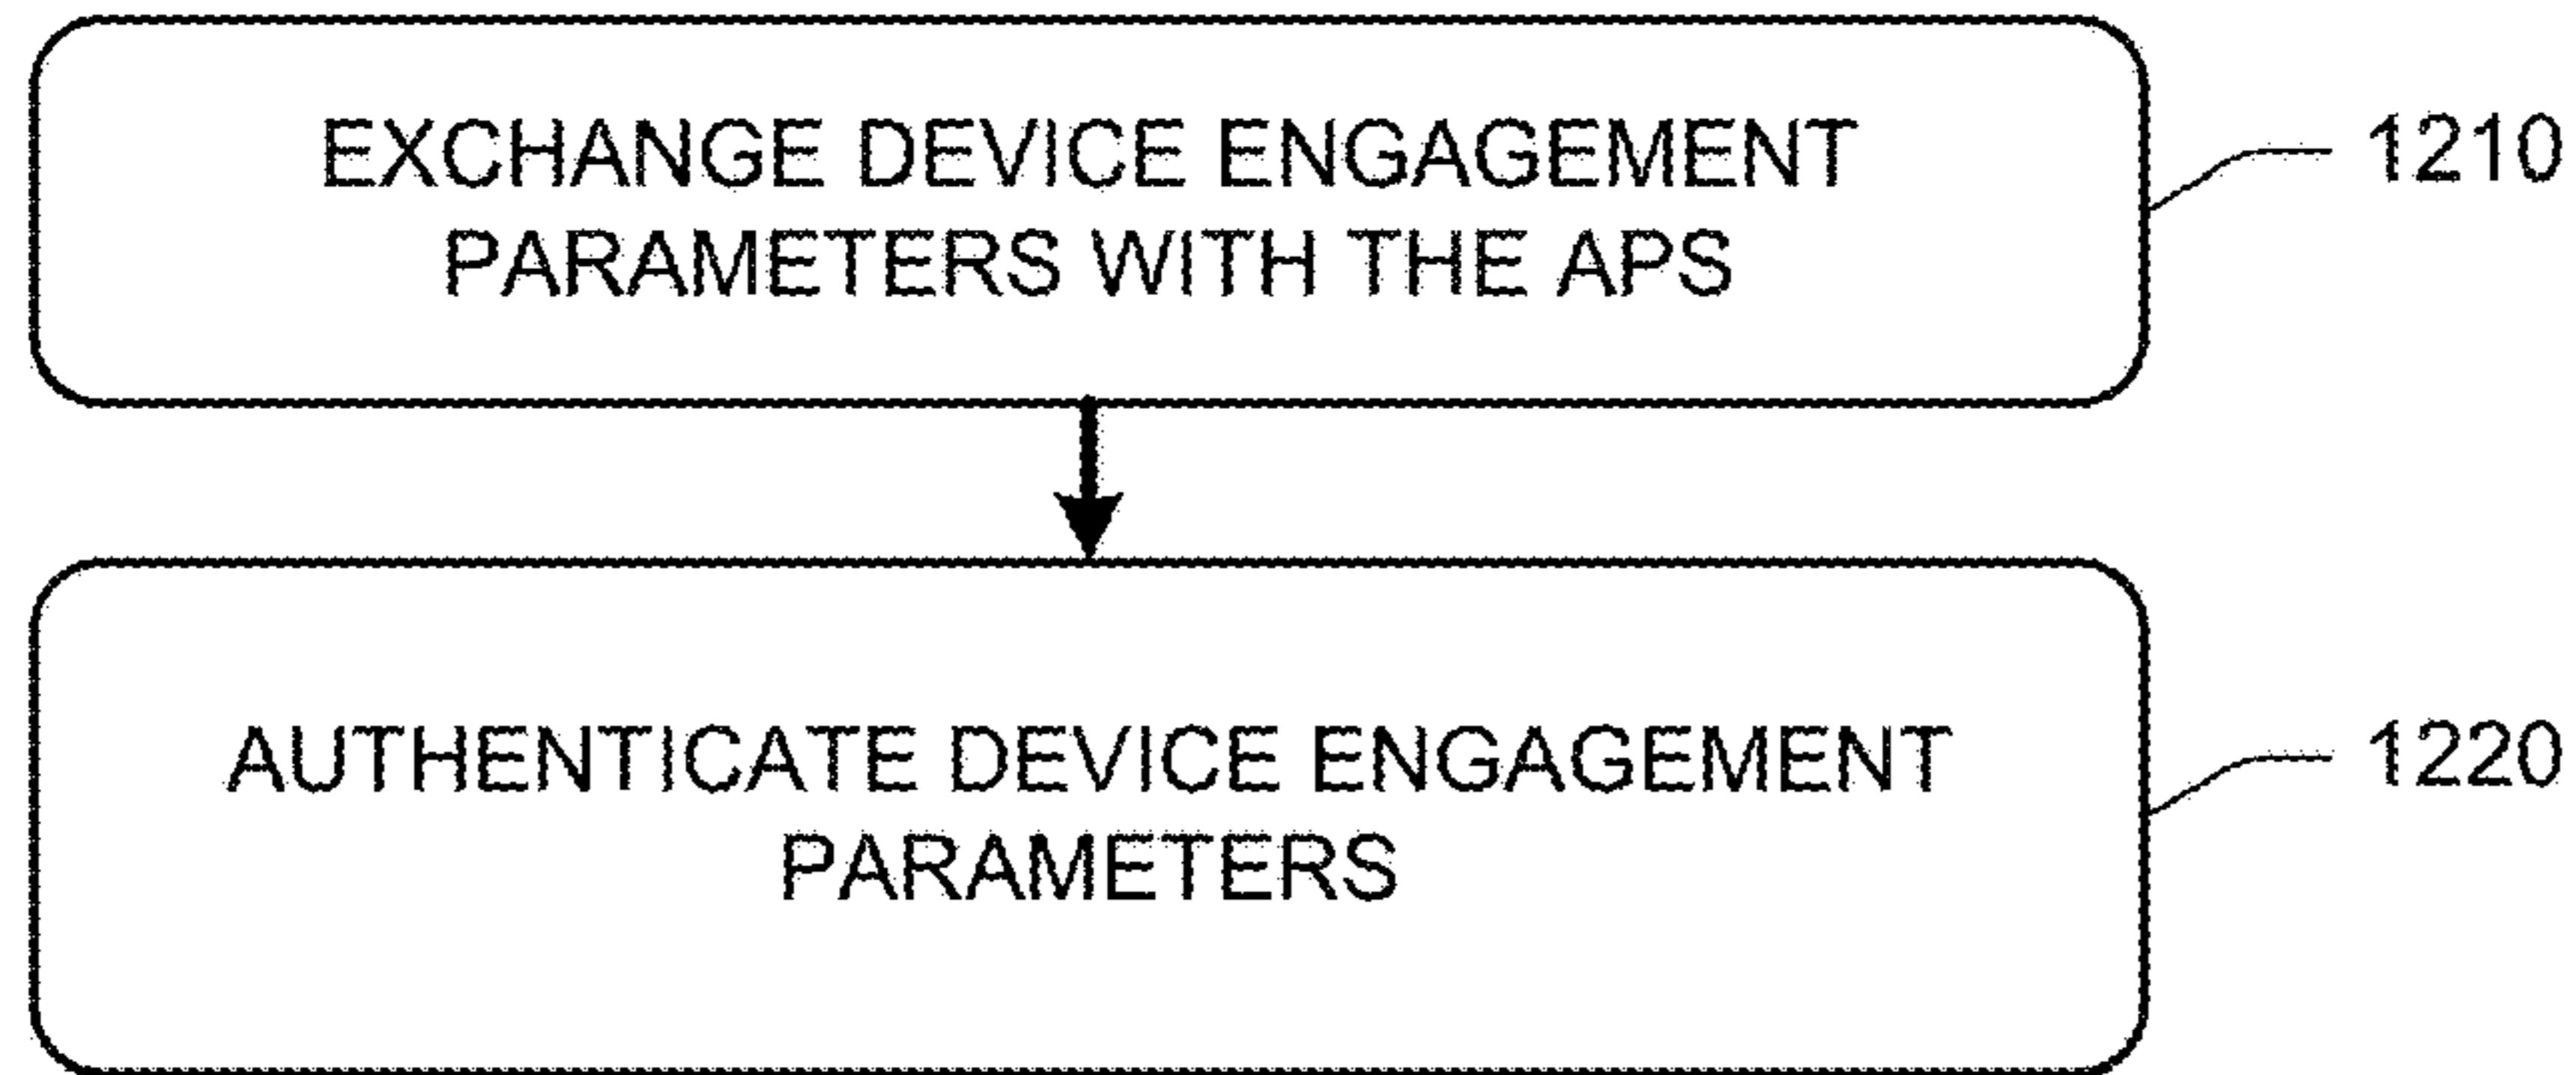 EXCHANGE DEVICE ENGAGEMENT
PARAMETERS WITH THE APS
1210
AUTHENTICATE DEVICE ENGAGEMENT
PARAMETERS
1220